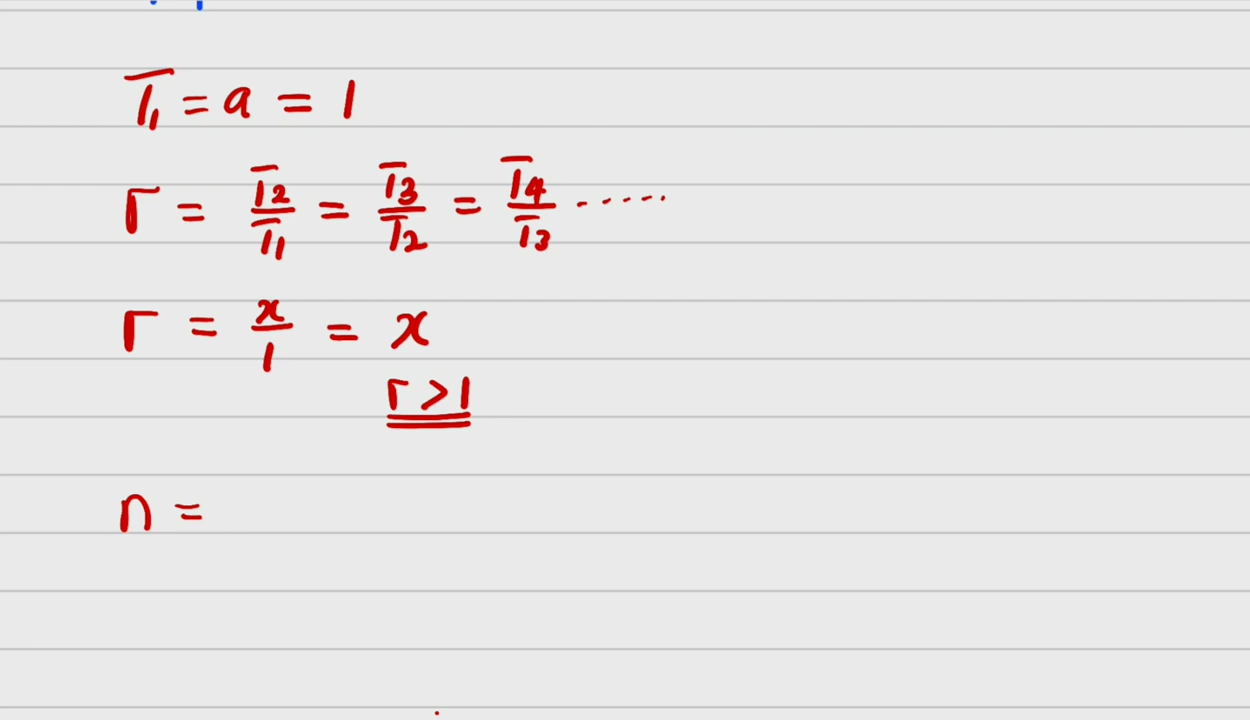 T₁ = a = 1
r = T2/T1 = T3/T2 = T4/T3 .....
r = x/1 = x
r > 1
n =